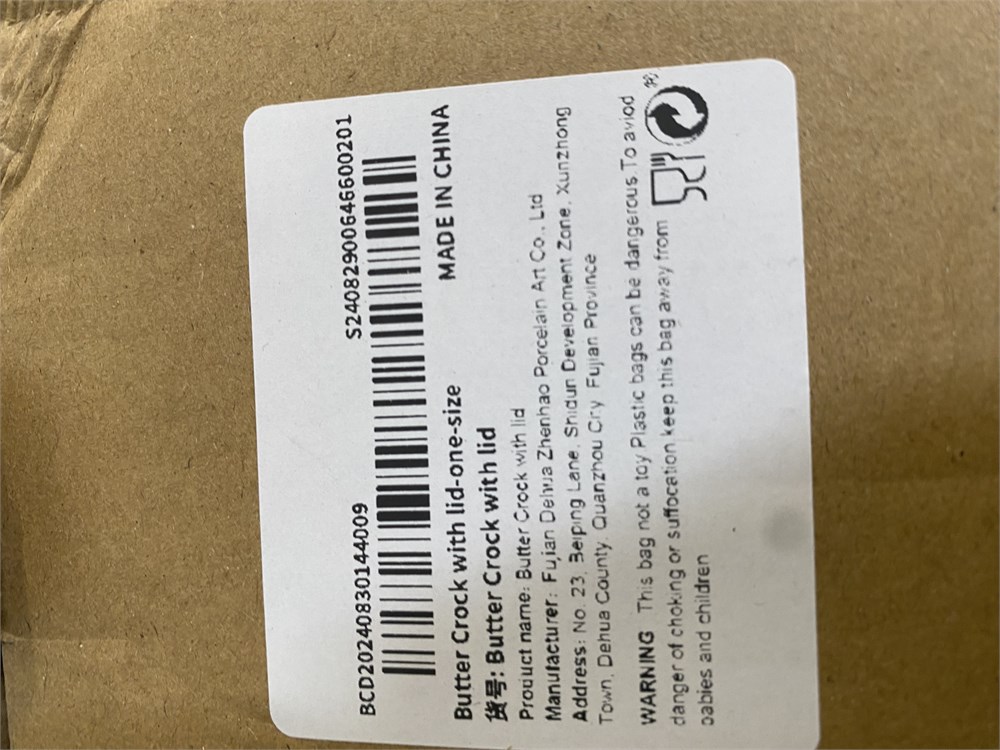 BCD20240830144009 S2408290064660​0201
Butter Crock with lid-one-size MADE IN CHINA
货号: Butter Crock with lid
Product name: Butter Crock with lid
Manufacturer: Fujian Dehua Zhenhao Porcelain Art Co., Ltd
Address: No. 23, Beiping Lane, Shidun Development Zone, Xunzhong
Town, Dehua County, Quanzhou City Fujian Province
WARNING This bag not a toy Plastic bags can be dangerous To aviod
danger of choking or suffocation keep this bag away from
babies and children